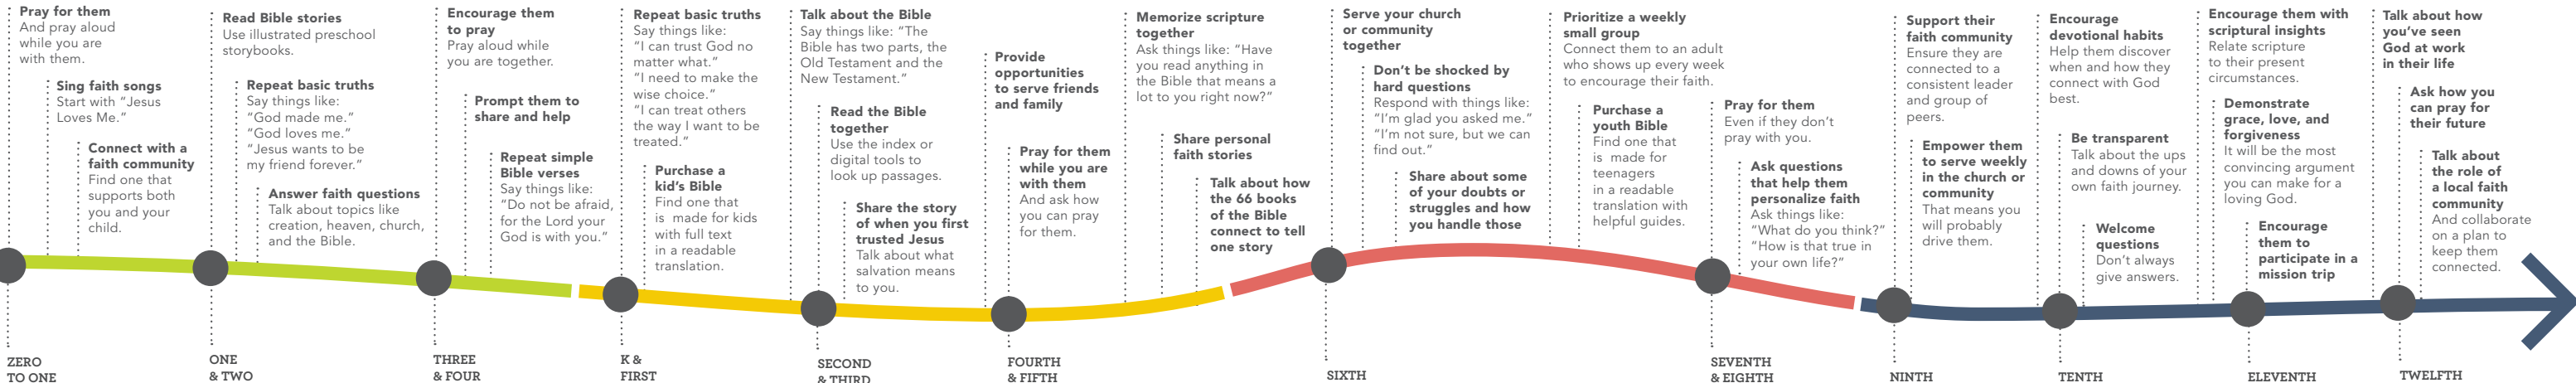 Pray for them
And pray aloud
while you are
with them.
Sing faith songs
Start with “Jesus
Loves Me.”
Connect with a
faith community
Find one that
supports both
you and your
child.
ZERO
TO ONE
Read Bible stories
Use illustrated preschool
storybooks.
Repeat basic truths
Say things like:
“God made me.”
“God loves me.”
“Jesus wants to be
my friend forever.”
Answer faith questions
Talk about topics like
creation, heaven, church,
and the Bible.
ONE
& TWO
Encourage them
to pray
Pray aloud while
you are together.
Prompt them to
share and help
Repeat simple
Bible verses
Say things like:
“Do not be afraid,
for the Lord your
God is with you.”
THREE
& FOUR
Repeat basic truths
Say things like:
“I can trust God no
matter what.”
“I need to make the
wise choice.”
“I can treat others
the way I want to be
treated.”
Purchase a
kid’s Bible
Find one that
is made for kids
with full text
in a readable
translation.
K &
FIRST
Talk about the Bible
Say things like: “The
Bible has two parts, the
Old Testament and the
New Testament.”
Read the Bible
together
Use the index or
digital tools to
look up passages.
Share the story
of when you first
trusted Jesus
Talk about what
salvation means
to you.
SECOND
& THIRD
Provide
opportunities
to serve friends
and family
Pray for them
while you are
with them
And ask how
you can pray
for them.
FOURTH
& FIFTH
Memorize scripture
together
Ask things like: “Have
you read anything in
the Bible that means a
lot to you right now?”
Share personal
faith stories
Talk about how
the 66 books
of the Bible
connect to tell
one story
Serve your church
or community
together
Don’t be shocked by
hard questions
Respond with things like:
“I’m glad you asked me.”
“I’m not sure, but we can
find out.”
Share about some
of your doubts or
struggles and how
you handle those
SIXTH
Prioritize a weekly
small group
Connect them to an adult
who shows up every week
to encourage their faith.
Purchase a
youth Bible
Find one that
is made for
teenagers
in a readable
translation with
helpful guides.
Pray for them
Even if they don’t
pray with you.
Ask questions
that help them
personalize faith
Ask things like:
“What do you think?”
“How is that true in
your own life?”
SEVENTH
& EIGHTH
Support their
faith community
Ensure they are
connected to a
consistent leader
and group of
peers.
Empower them
to serve weekly
in the church or
community
That means you
will probably
drive them.
NINTH
Encourage
devotional habits
Help them discover
when and how they
connect with God
best.
Be transparent
Talk about the ups
and downs of your
own faith journey.
Welcome
questions
Don’t always
give answers.
TENTH
Encourage them with
scriptural insights
Relate scripture
to their present
circumstances.
Demonstrate
grace, love, and
forgiveness
It will be the most
convincing argument
you can make for a
loving God.
Encourage
them to
participate in a
mission trip
ELEVENTH
Talk about how
you’ve seen
God at work
in their life
Ask how you
can pray for
their future
Talk about
the role of
a local faith
community
And collaborate
on a plan to
keep them
connected.
TWELFTH